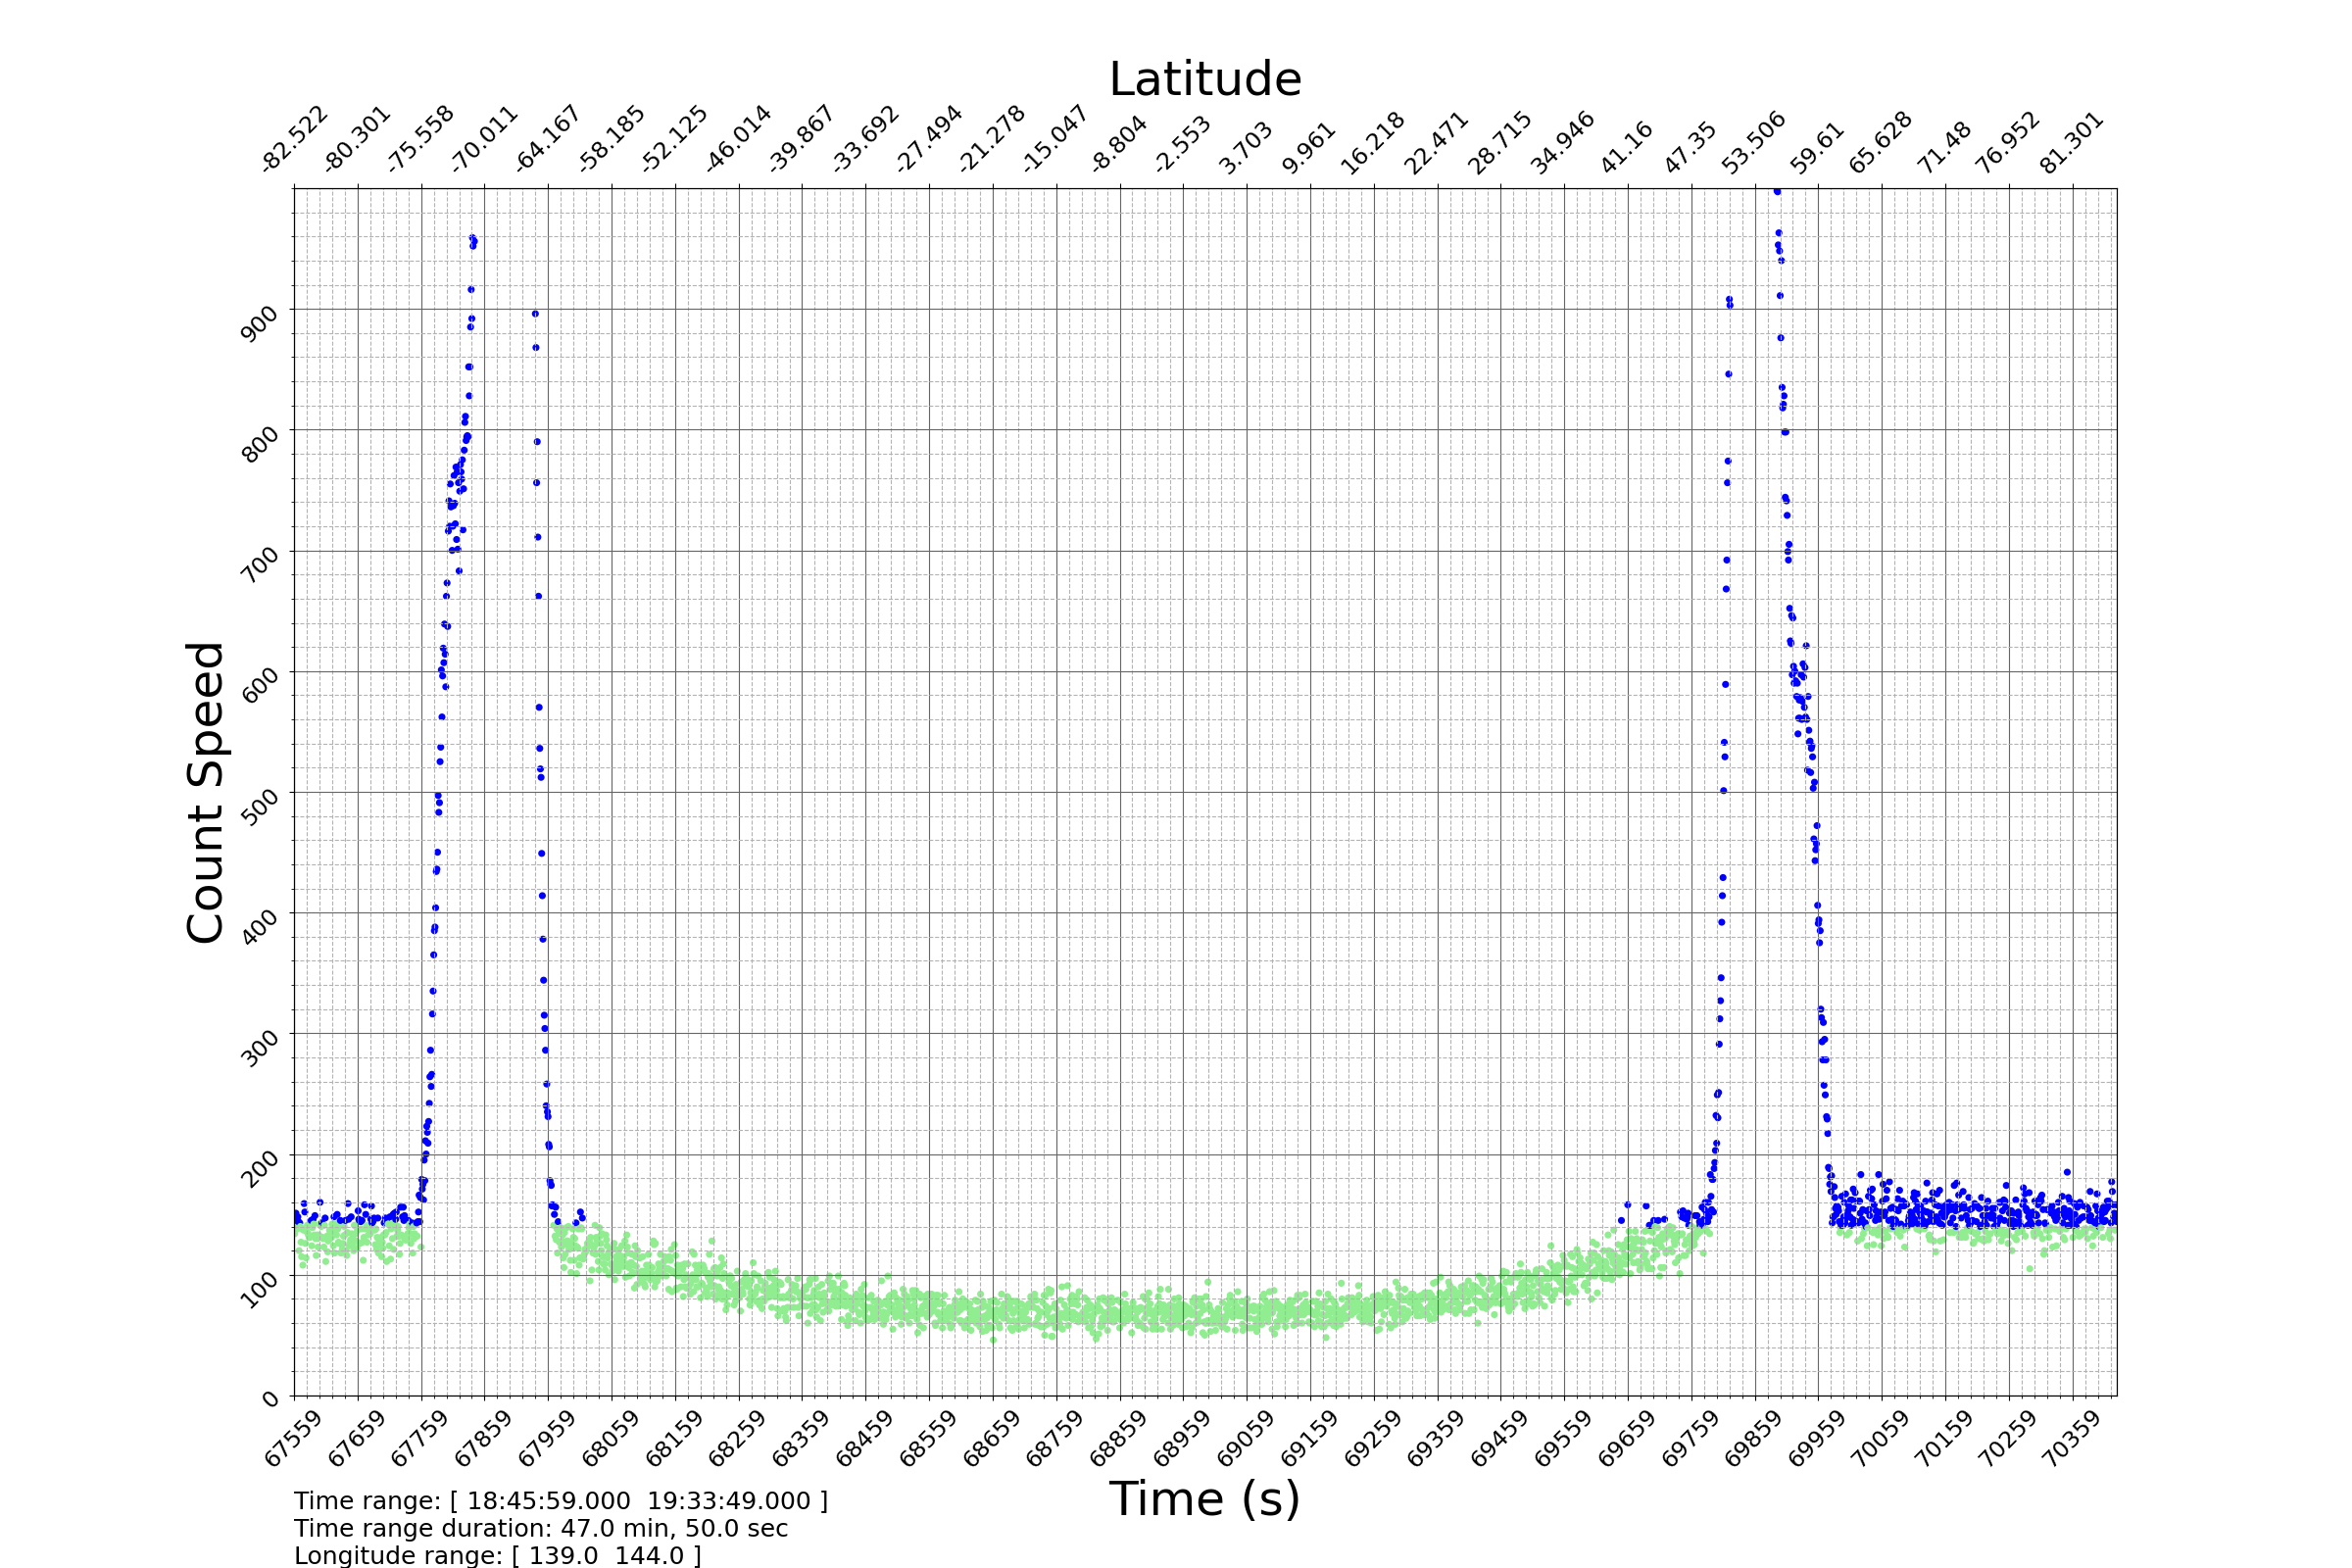 Latitude
-82.522 -80.301 -75.558 -70.011 -64.167 -58.185 -52.125 -46.014 -39.867 -33.692 -27.494 -21.278 -15.047 -8.804 -2.553 3.703 9.961 16.218 22.471 28.715 34.946 41.16 47.35 53.506 59.61 65.628 71.48 76.952 81.301
900
800
700
600
500
400
300
200
100
0
Count Speed
67559 67659 67759 67859 67959 68059 68159 68259 68359 68459 68559 68659 68759 68859 68959 69059 69159 69259 69359 69459 69559 69659 69759 69859 69959 70059 70159 70259 70359
Time (s)
Time range: [ 18:45:59.000  19:33:49.000 ]
Time range duration: 47.0 min, 50.0 sec
Longitude range: [ 139.0  144.0 ]